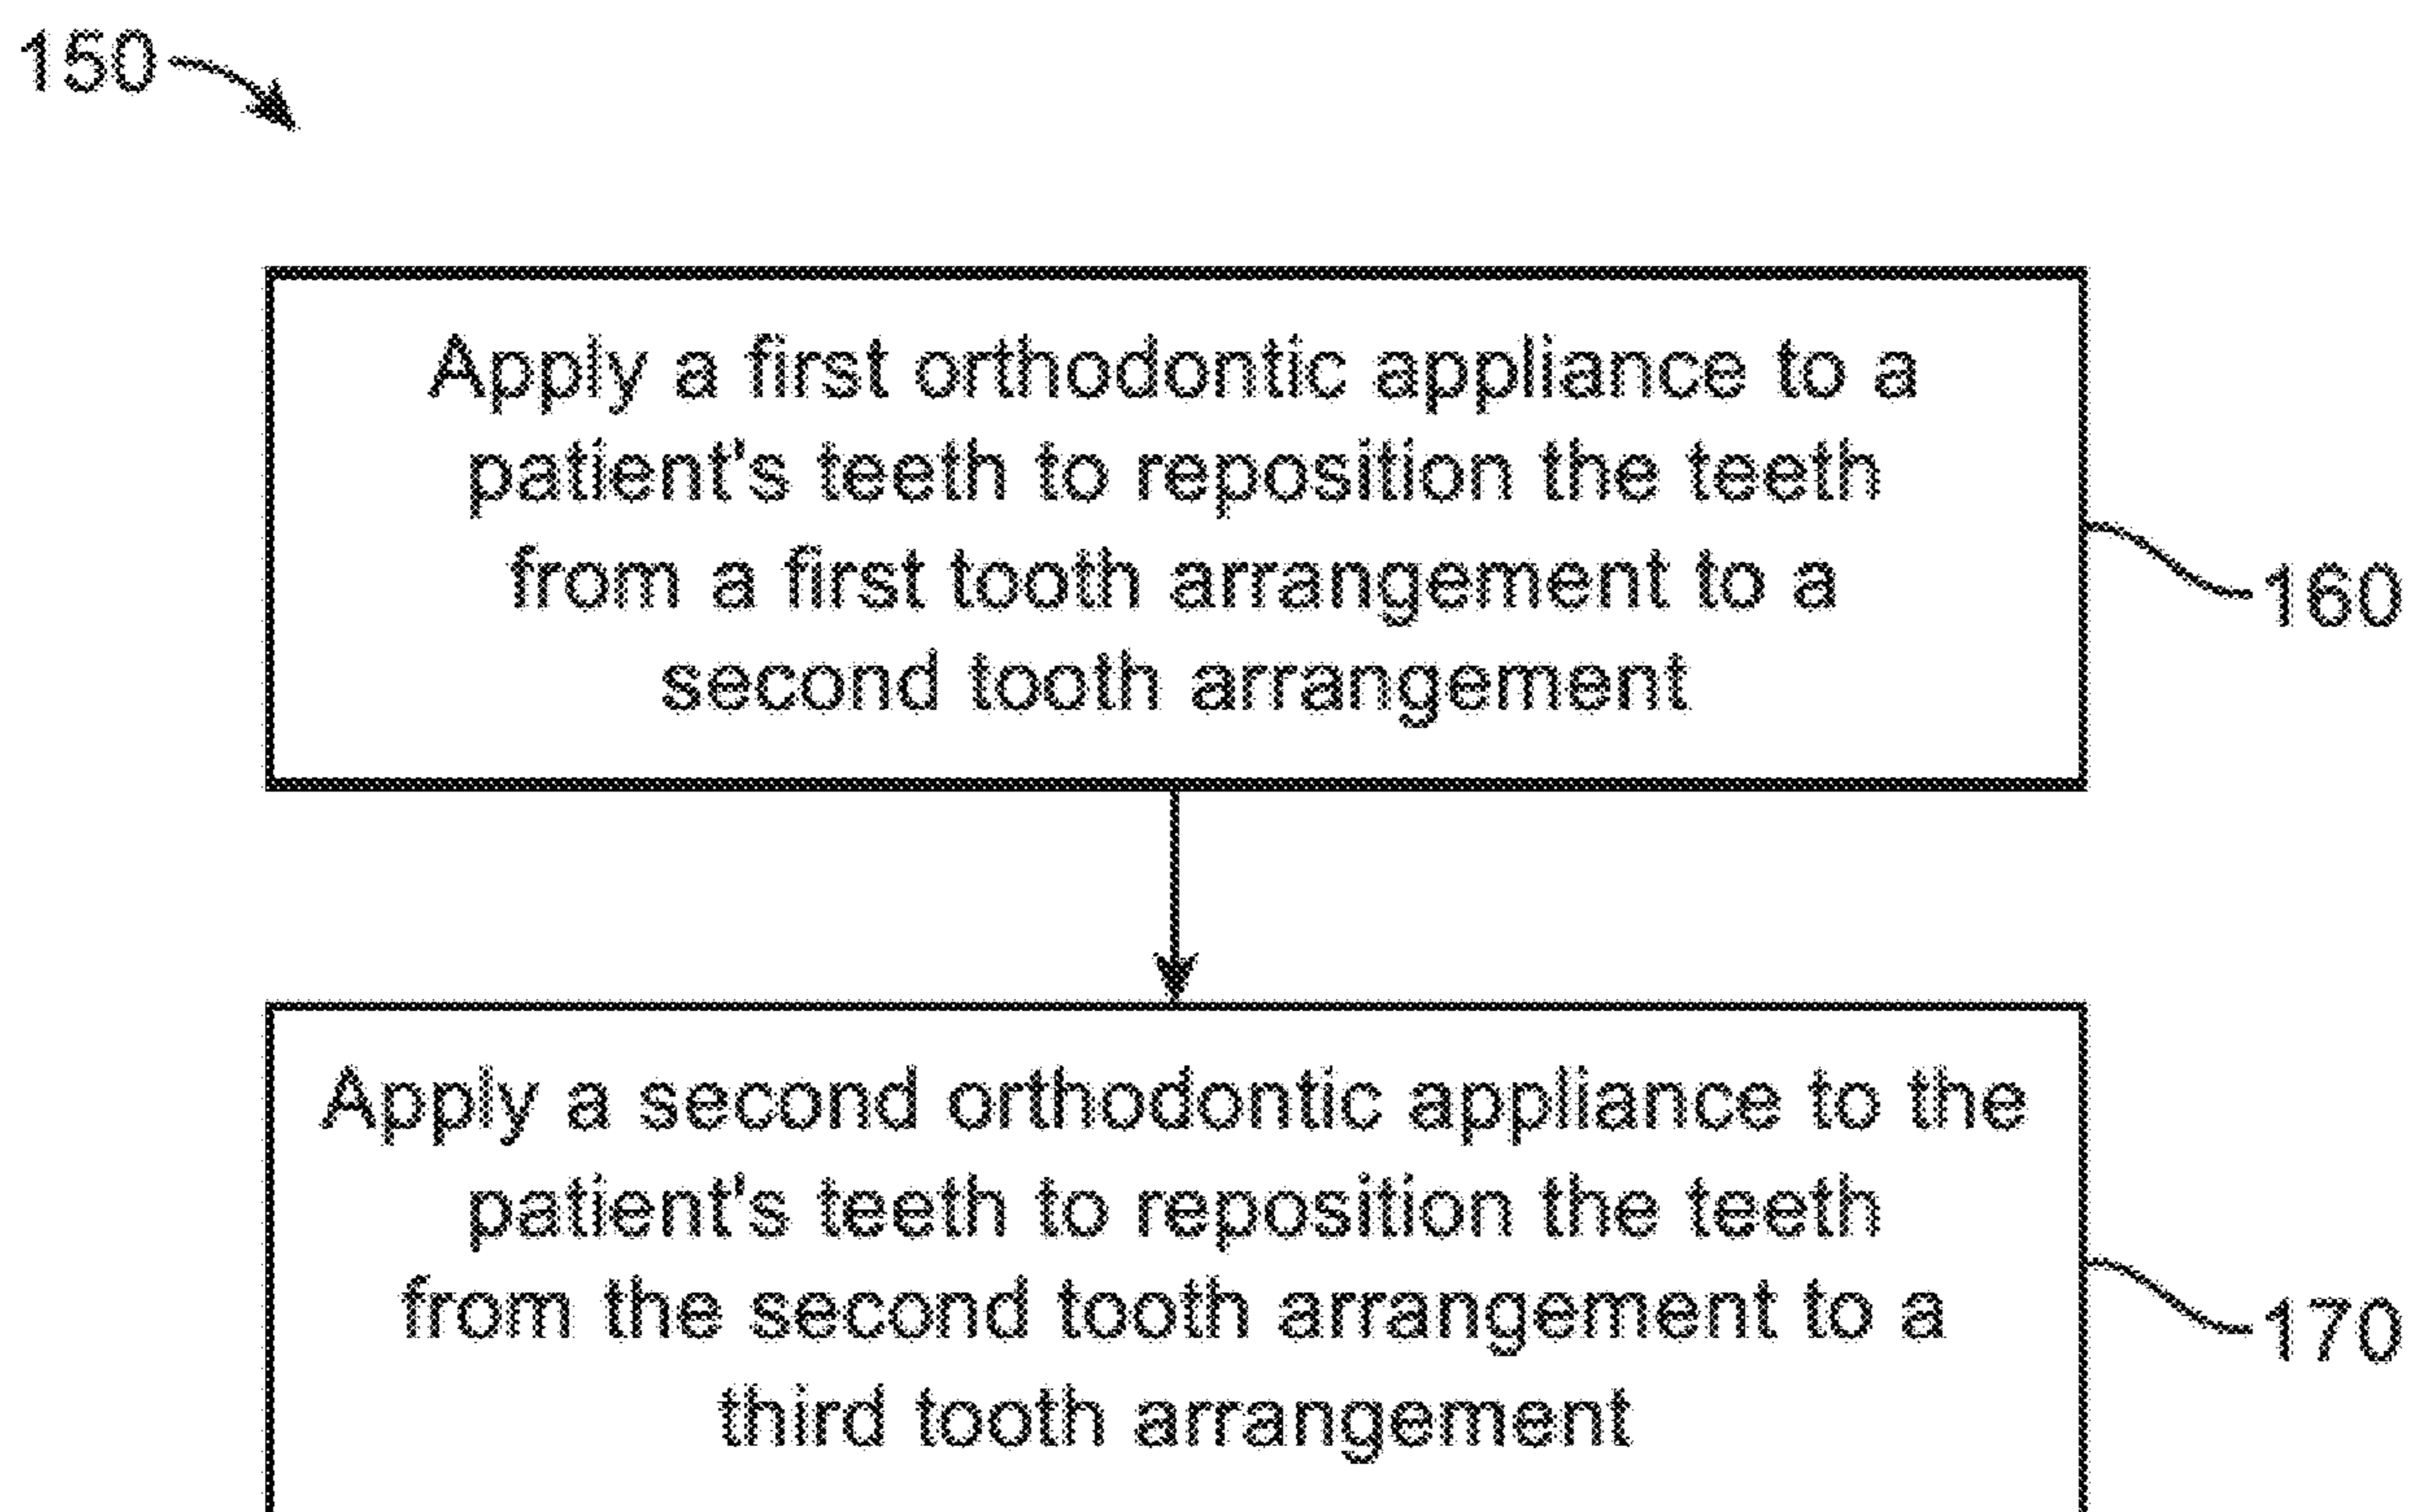 150
Apply a first orthodontic appliance to a
patient's teeth to reposition the teeth
from a first tooth arrangement to a
second tooth arrangement
160
Apply a second orthodontic appliance to the
patient's teeth to reposition the teeth
from the second tooth arrangement to a
third tooth arrangement
170